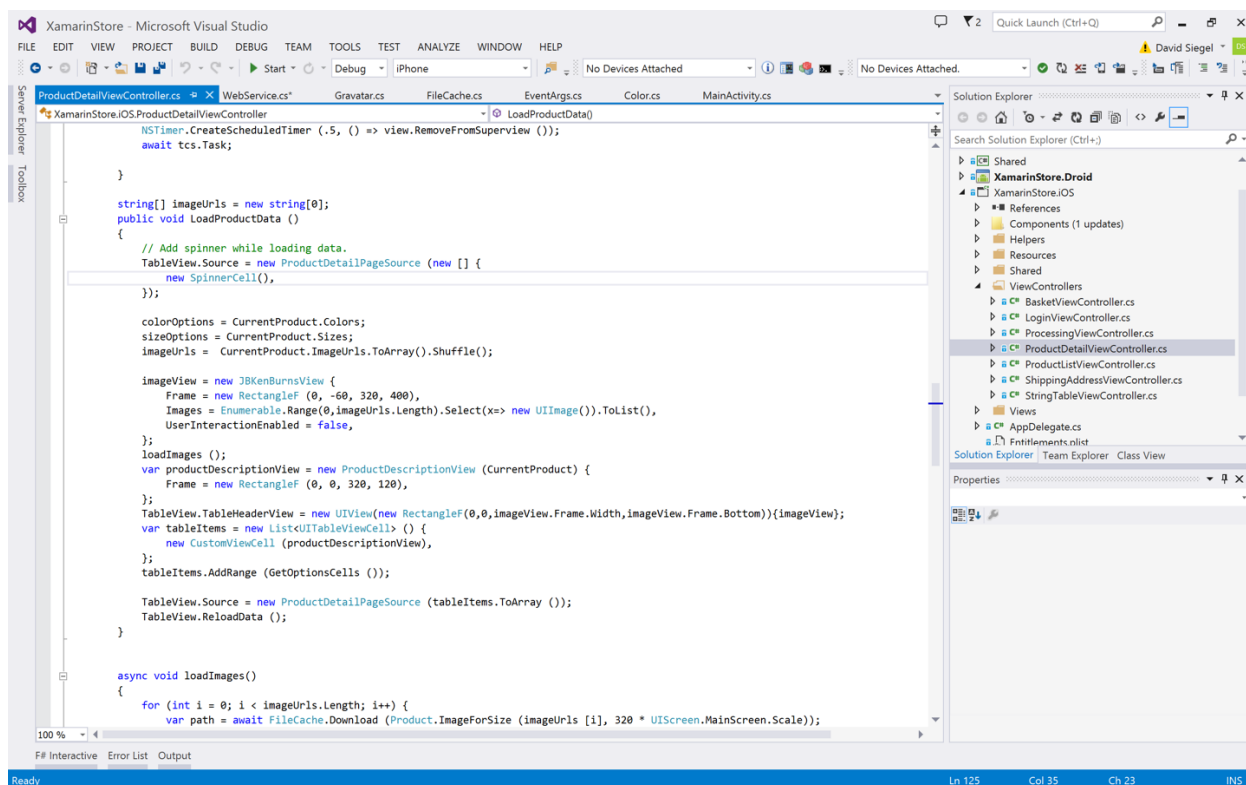 XamarinStore - Microsoft Visual Studio
2 Quick Launch (Ctrl+Q)
FILE EDIT VIEW PROJECT BUILD DEBUG TEAM TOOLS TEST ANALYZE WINDOW HELP
David Siegel DS
Start Debug iPhone No Devices Attached No Devices Attached.
Server Explorer
Toolbox
ProductDetailViewController.cs WebService.cs* Gravatar.cs FileCache.cs EventArgs.cs Color.cs MainActivity.cs
XamarinStore.iOS.ProductDetailViewController LoadProductData()
NSTimer.CreateScheduledTimer (.5, () => view.RemoveFromSuperview ());
await tcs.Task;
}
string[] imageUrls = new string[0];
public void LoadProductData ()
{
// Add spinner while loading data.
TableView.Source = new ProductDetailPageSource (new [] {
new SpinnerCell(),
});
colorOptions = CurrentProduct.Colors;
sizeOptions = CurrentProduct.Sizes;
imageUrls =  CurrentProduct.ImageUrls.ToArray().Shuffle();
imageView = new JBKenBurnsView {
Frame = new RectangleF (0, -60, 320, 400),
Images = Enumerable.Range(0,imageUrls.Length).Select(x=> new UIImage()).ToList(),
UserInteractionEnabled = false,
};
loadImages ();
var productDescriptionView = new ProductDescriptionView (CurrentProduct) {
Frame = new RectangleF (0, 0, 320, 120),
};
TableView.TableHeaderView = new UIView(new RectangleF(0,0,imageView.Frame.Width,imageView.Frame.Bottom)){imageView};
var tableItems = new List<UITableViewCell> () {
new CustomViewCell (productDescriptionView),
};
tableItems.AddRange (GetOptionsCells ());
TableView.Source = new ProductDetailPageSource (tableItems.ToArray ());
TableView.ReloadData ();
}
async void loadImages()
{
for (int i = 0; i < imageUrls.Length; i++) {
var path = await FileCache.Download (Product.ImageForSize (imageUrls [i], 320 * UIScreen.MainScreen.Scale));
100 %
Solution Explorer
Search Solution Explorer (Ctrl+;)
C# Shared
XamarinStore.Droid
XamarinStore.iOS
References
Components (1 updates)
Helpers
Resources
Shared
ViewControllers
C# BasketViewController.cs
C# LoginViewController.cs
C# ProcessingViewController.cs
C# ProductDetailViewController.cs
C# ProductListViewController.cs
C# ShippingAddressViewController.cs
C# StringTableViewController.cs
Views
C# AppDelegate.cs
Entitlements.plist
Solution Explorer Team Explorer Class View
Properties
F# Interactive Error List Output
Ready Ln 125 Col 35 Ch 23 INS